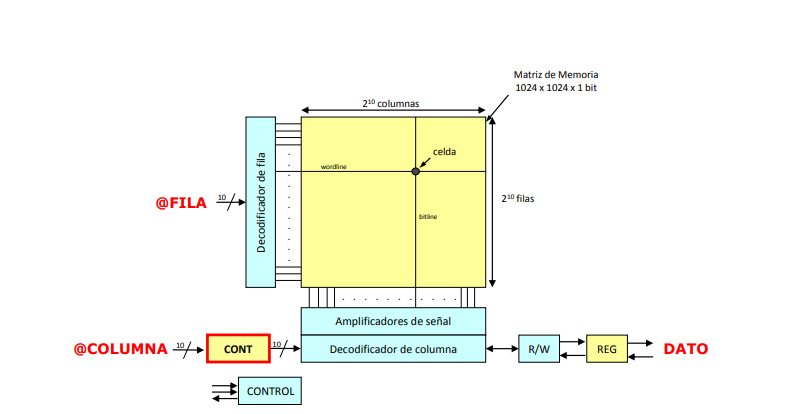 Matriz de Memoria
1024 x 1024 x 1 bit
2¹⁰ columnas
celda
wordline
Decodificador de fila
@FILA
10
2¹⁰ filas
bitline
Amplificadores de señal
@COLUMNA
10
CONT
10
Decodificador de columna
R/W
REG
DATO
CONTROL